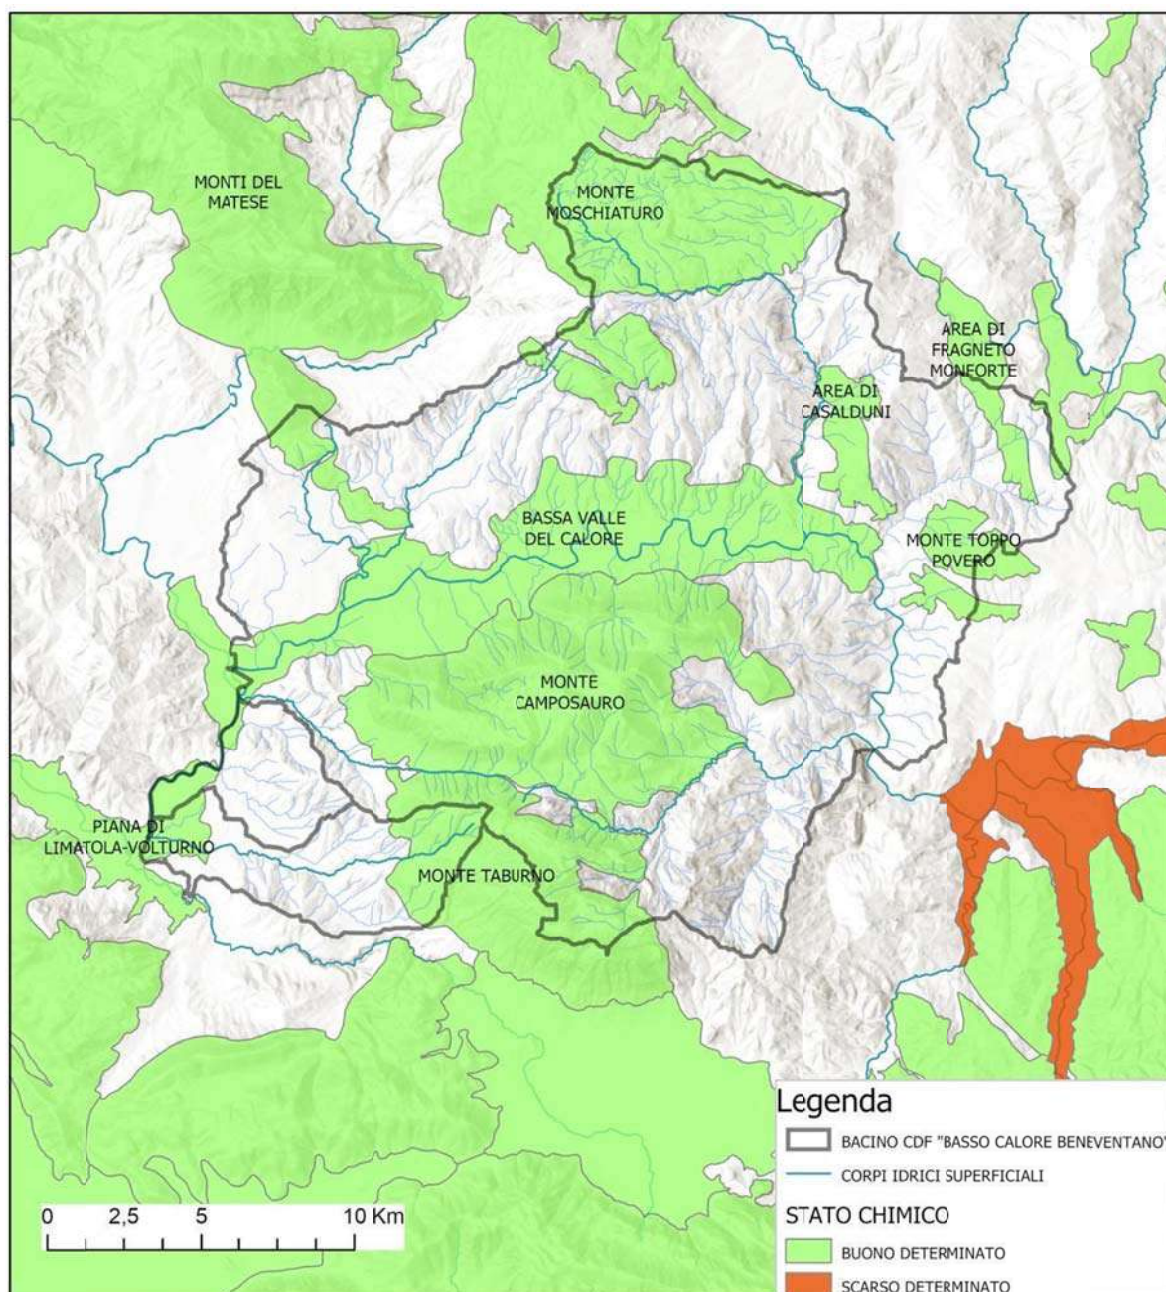 MONTI DEL
MATESE
MONTE
MOSCHIATURO
AREA DI
FRAGNETO
MONFORTE
AREA DI
CASALDUNI
BASSA VALLE
DEL CALORE
MONTE TOPPO
POVERO
MONTE
CAMPOSAURO
PIANA DI
LIMATOLA-VOLTURNO
MONTE TABURNO
Legenda
BACINO CDF "BASSO CALORE BENEVENTANO"
CORPI IDRICI SUPERFICIALI
STATO CHIMICO
BUONO DETERMINATO
SCARSO DETERMINATO
0 2,5 5 10 Km